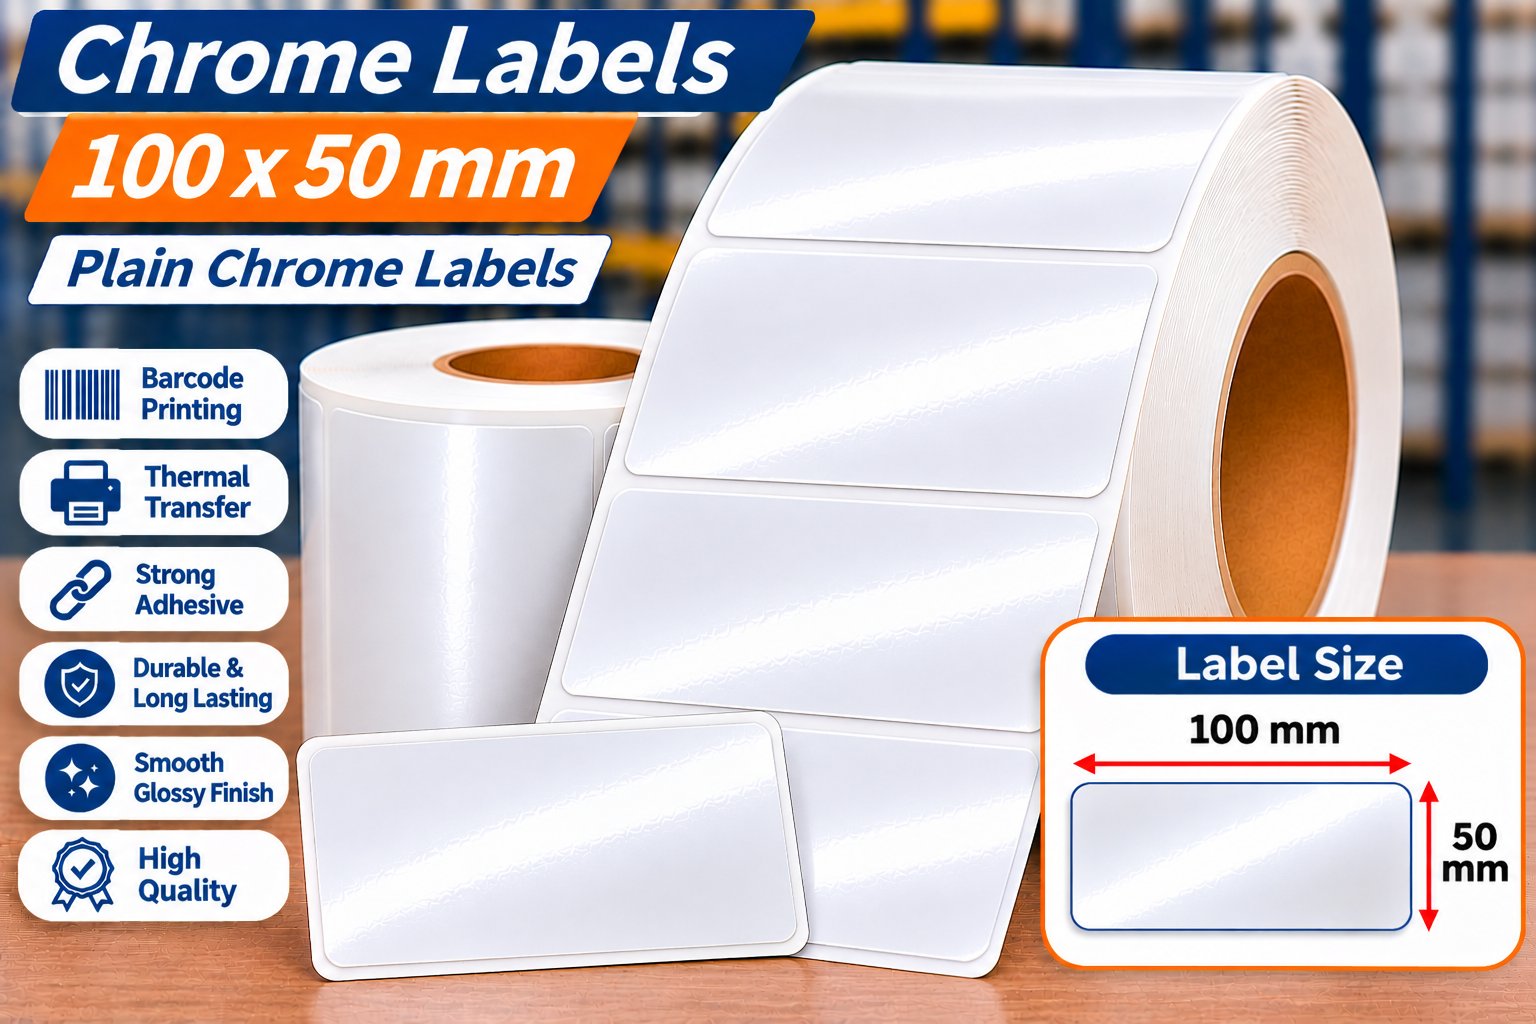 Chrome Labels
100 x 50 mm
Plain Chrome Labels
Barcode
Printing
Thermal
Transfer
Strong
Adhesive
Durable &
Long Lasting
Smooth
Glossy Finish
High
Quality
Label Size
100 mm
50
mm